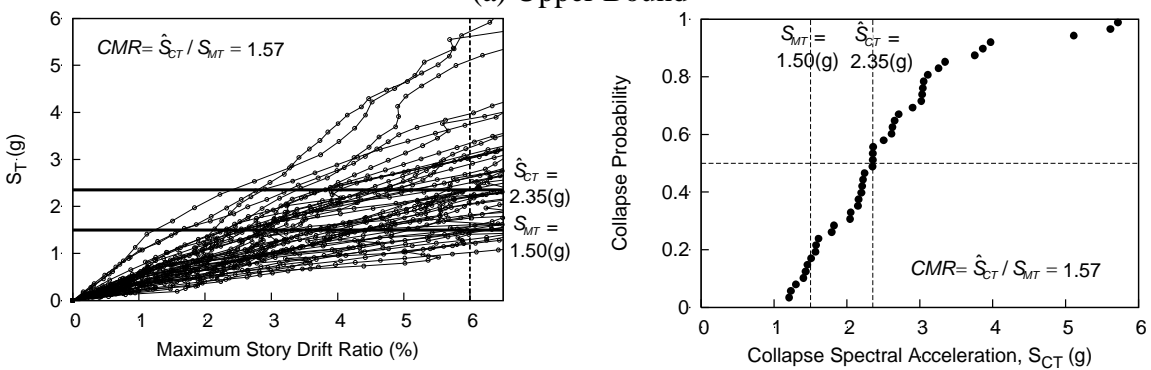 (a) Upper Bound
6
5
4
3
2
1
0
S_T (g)
CMR= Ŝ_CT / S_MT = 1.57
Ŝ_CT =
2.35(g)
S_MT =
1.50(g)
0 1 2 3 4 5 6
Maximum Story Drift Ratio (%)
1
0.8
0.6
0.4
0.2
0
Collapse Probability
S_MT =
1.50(g)
Ŝ_CT =
2.35(g)
CMR= Ŝ_CT / S_MT = 1.57
0 1 2 3 4 5 6
Collapse Spectral Acceleration, S_CT (g)